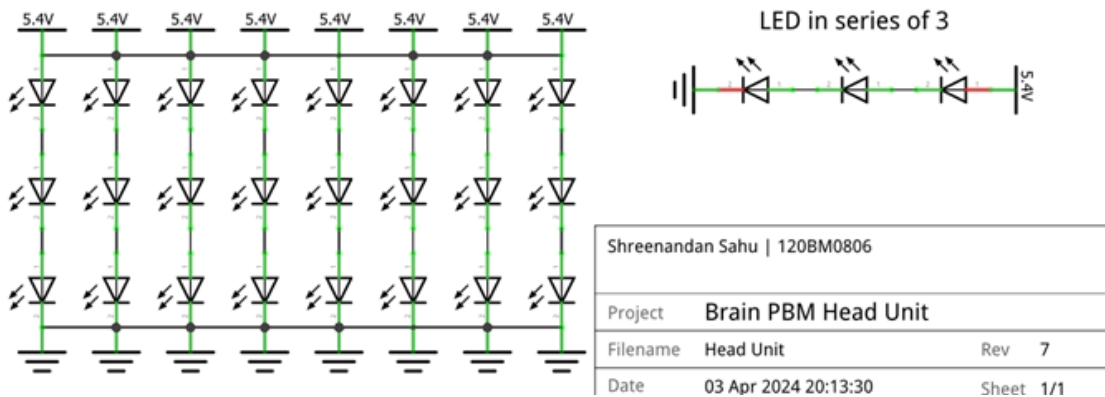 5.4V 5.4V 5.4V 5.4V 5.4V 5.4V 5.4V 5.4V
LED in series of 3
5.4V
Shreenandan Sahu | 120BM0806
Project Brain PBM Head Unit
Filename Head Unit Rev 7
Date 03 Apr 2024 20:13:30 Sheet 1/1